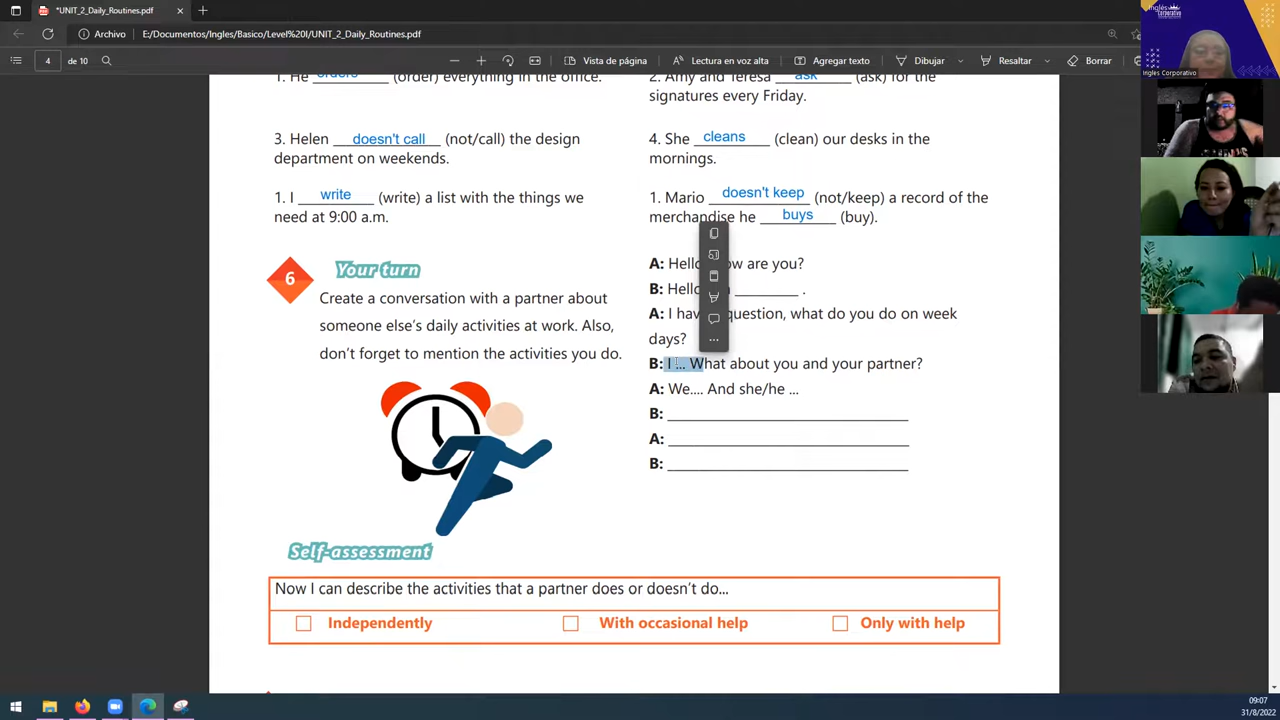 *UNIT_2_Daily_Routines.pdf
Archivo E:/Documentos/Ingles/Basico/Level%20I/UNIT_2_Daily_Routines.pdf
4 de 10 Vista de página Lectura en voz alta Agregar texto Dibujar Resaltar Borrar
Inglés Corporativo
Ingles Corporativo
1. He orders (order) everything in the office.
2. Amy and Teresa ask (ask) for the
signatures every Friday.
3. Helen doesn't call (not/call) the design
department on weekends.
4. She cleans (clean) our desks in the
mornings.
1. I write (write) a list with the things we
need at 9:00 a.m.
1. Mario doesn't keep (not/keep) a record of the
merchandise he buys (buy).
6 Your turn
Create a conversation with a partner about
someone else's daily activities at work. Also,
don't forget to mention the activities you do.
A: are you?
B: ________ .
A: I question, what do you do on week
days?
B: I ... What about you and your partner?
A: We.... And she/he ...
B:
A:
B:
Self-assessment
Now I can describe the activities that a partner does or doesn't do...
Independently
With occasional help
Only with help
09:07
31/8/2022